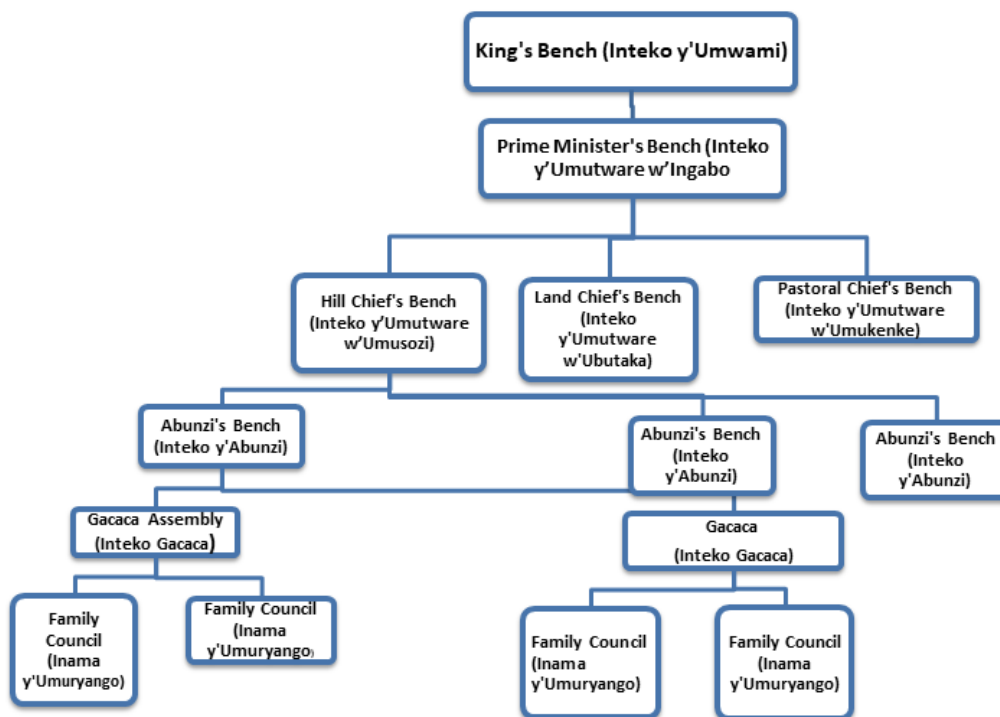 King's Bench (Inteko y'Umwami)
Prime Minister's Bench (Inteko
y’Umutware w’Ingabo
Hill Chief's Bench
(Inteko y’Umutware
w’Umusozi)
Land Chief's Bench
(Inteko
y'Umutware
w'Ubutaka)
Pastoral Chief's Bench
(Inteko y'Umutware
w'Umukenke)
Abunzi's Bench
(Inteko y'Abunzi)
Abunzi's Bench
(Inteko
y'Abunzi)
Abunzi's Bench
(Inteko
y'Abunzi)
Gacaca Assembly
(Inteko Gacaca)
Gacaca
(Inteko Gacaca)
Family
Council
(Inama
y'Umuryango)
Family Council
(Inama
y'Umuryango)
Family Council
(Inama
y'Umuryango)
Family Council
(Inama
y'Umuryango)